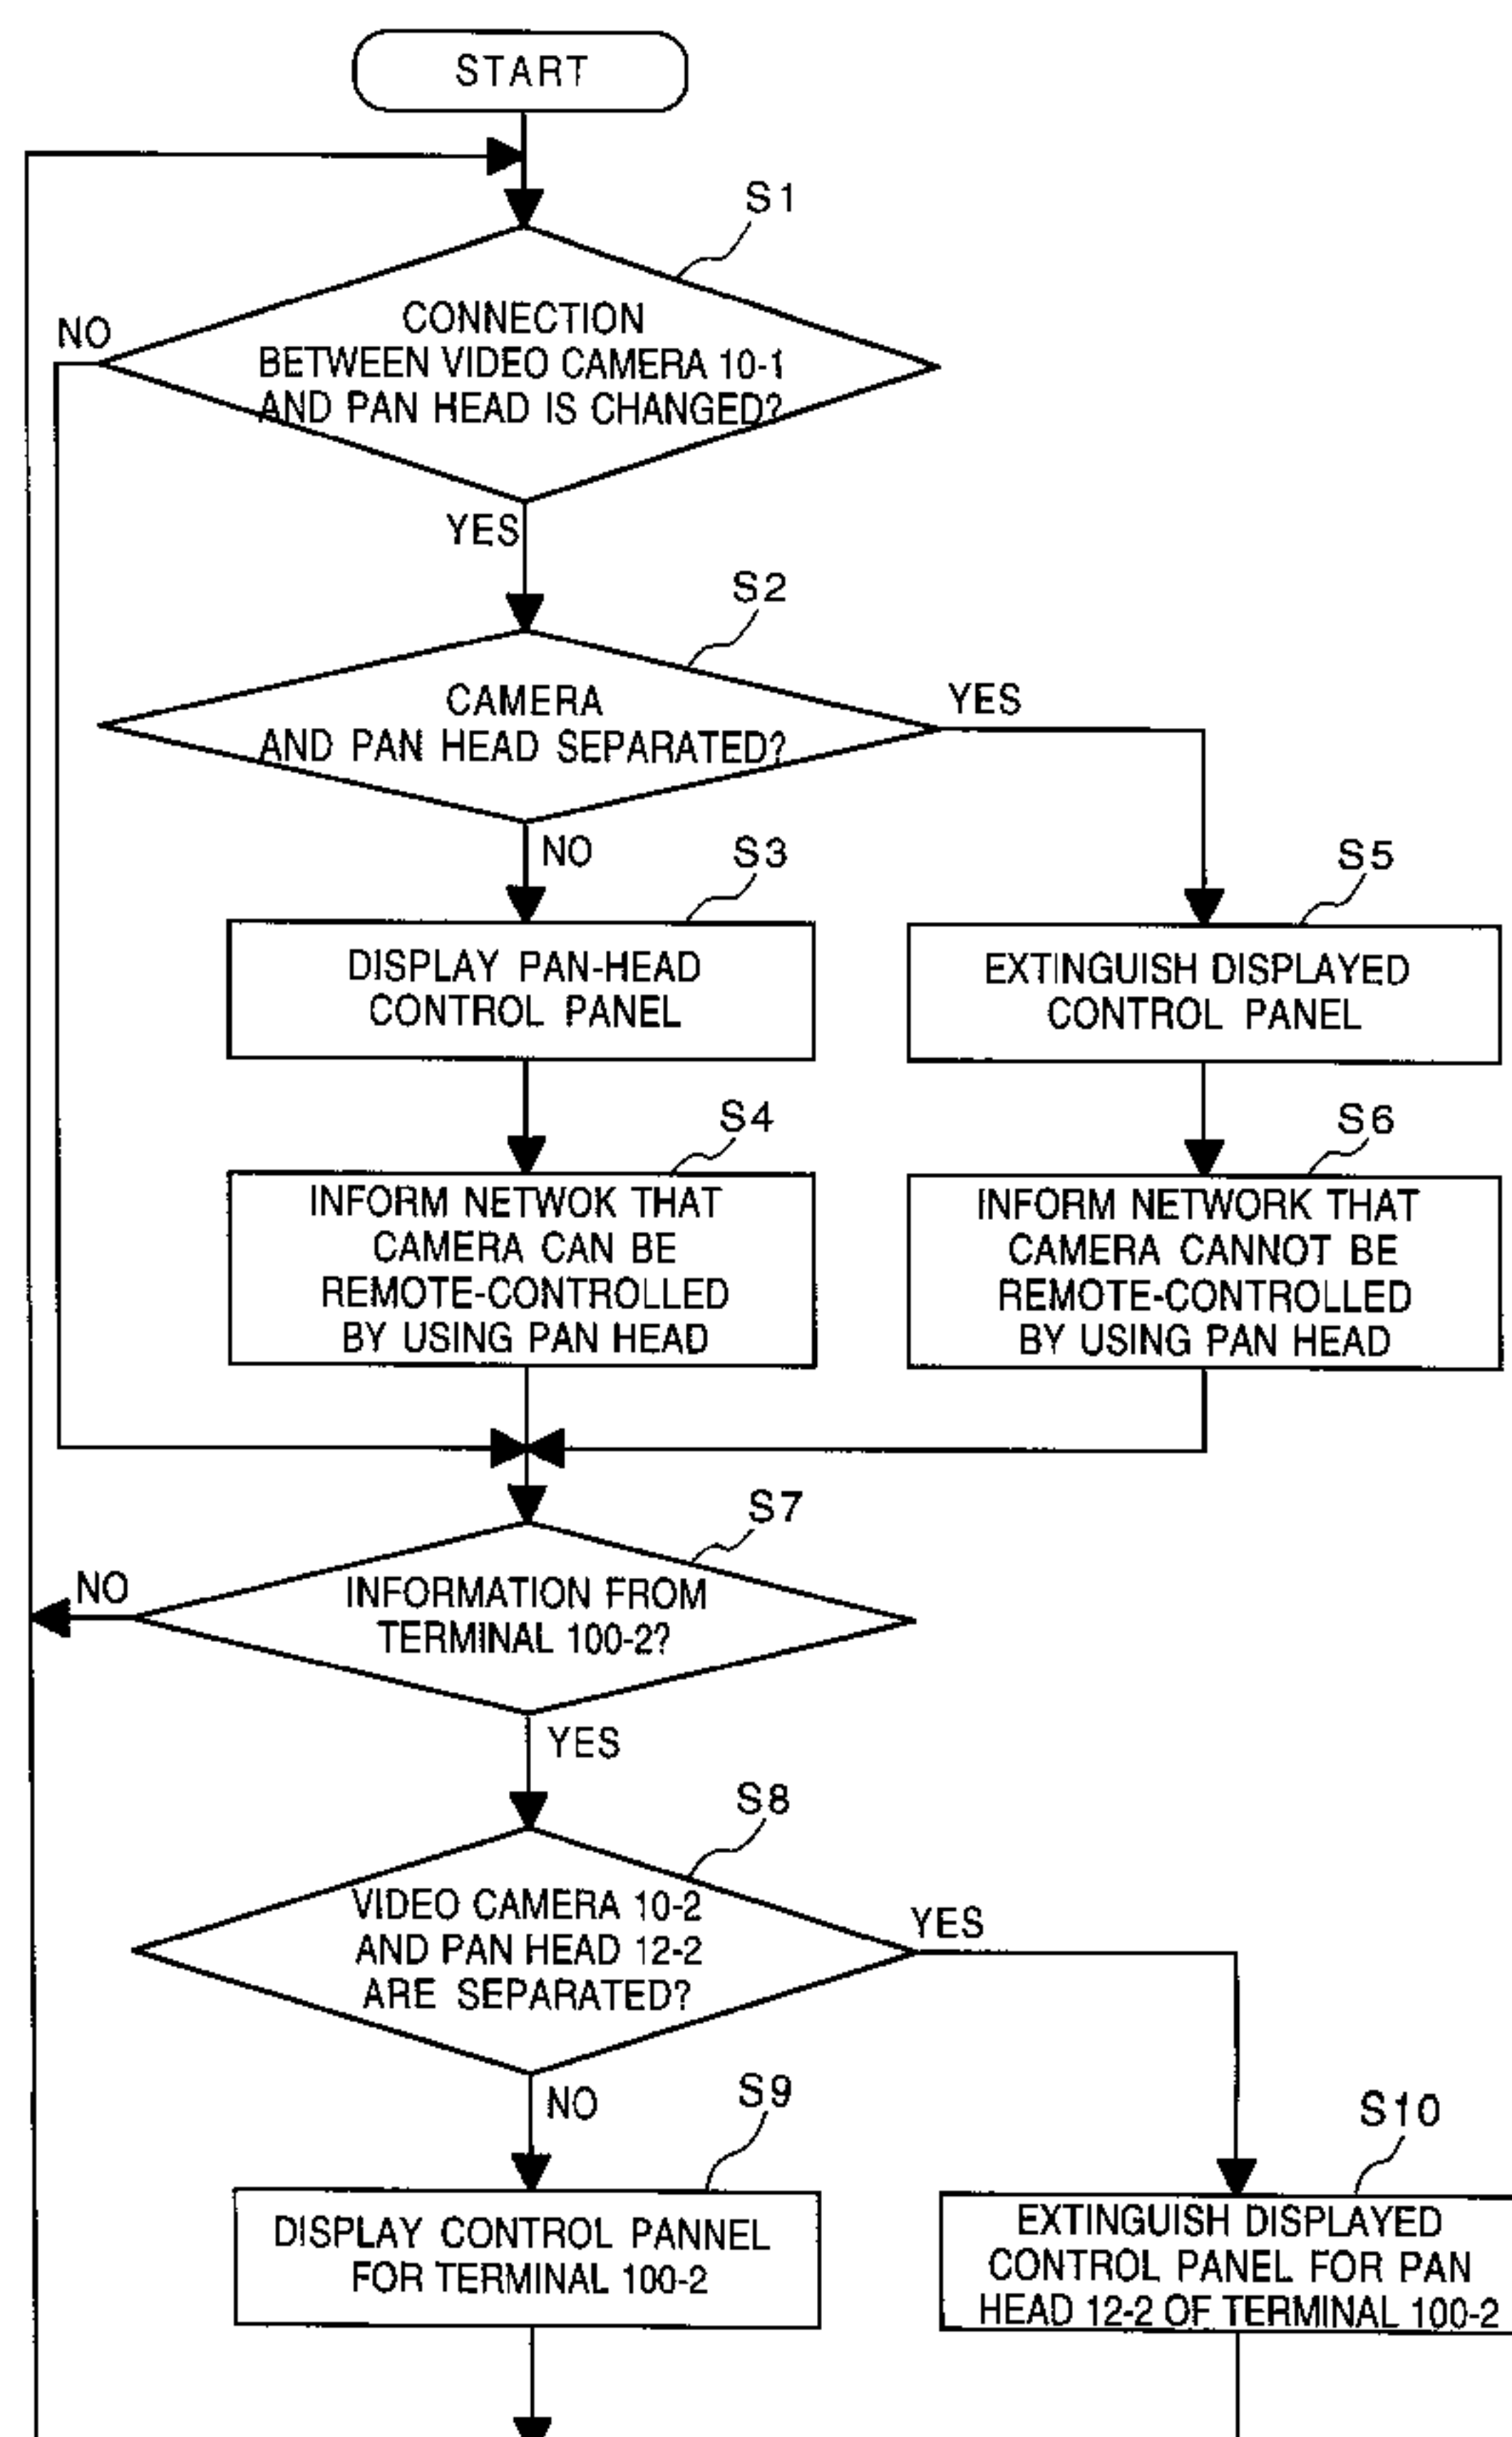 START
S1
CONNECTION
BETWEEN VIDEO CAMERA 10-1
AND PAN HEAD IS CHANGED?
NO
YES
S2
CAMERA
AND PAN HEAD SEPARATED?
YES
NO
S3
DISPLAY PAN-HEAD
CONTROL PANEL
S5
EXTINGUISH DISPLAYED
CONTROL PANEL
S4
INFORM NETWOK THAT
CAMERA CAN BE
REMOTE-CONTROLLED
BY USING PAN HEAD
S6
INFORM NETWORK THAT
CAMERA CANNOT BE
REMOTE-CONTROLLED
BY USING PAN HEAD
S7
INFORMATION FROM
TERMINAL 100-2?
NO
YES
S8
VIDEO CAMERA 10-2
AND PAN HEAD 12-2
ARE SEPARATED?
YES
NO
S9
DISPLAY CONTROL PANNEL
FOR TERMINAL 100-2
S10
EXTINGUISH DISPLAYED
CONTROL PANEL FOR PAN
HEAD 12-2 OF TERMINAL 100-2